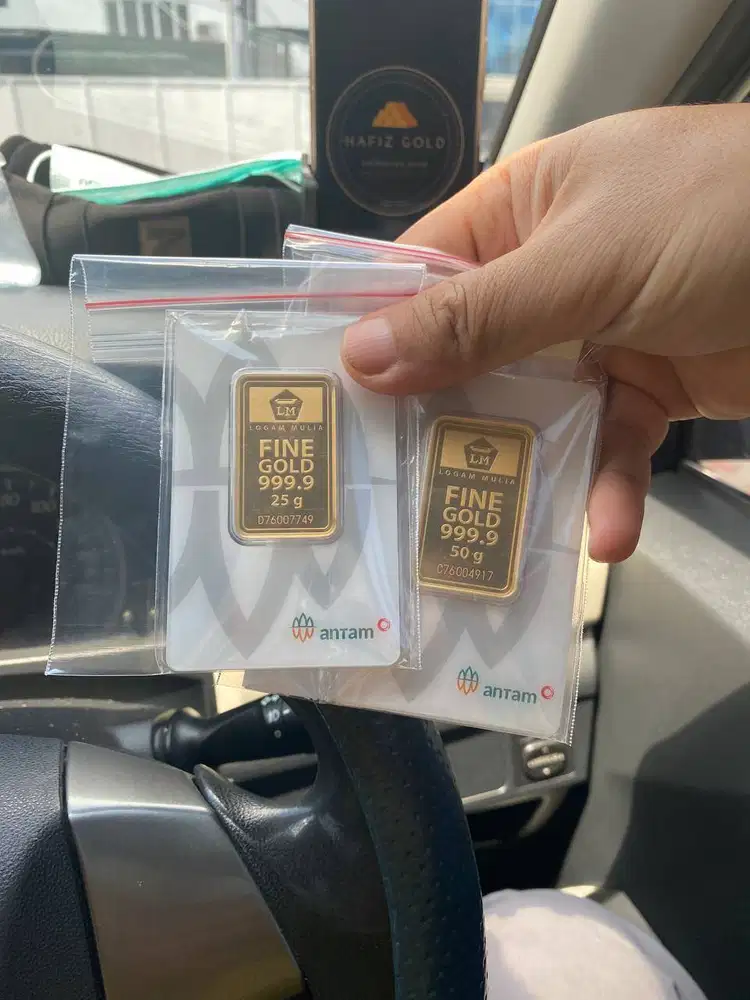 HAFIZ GOLD
LM
LOGAM MULIA
FINE
GOLD
999.9
25 g
D76007749
antam
LM
LOGAM MULIA
FINE
GOLD
999.9
50 g
C76004917
antam